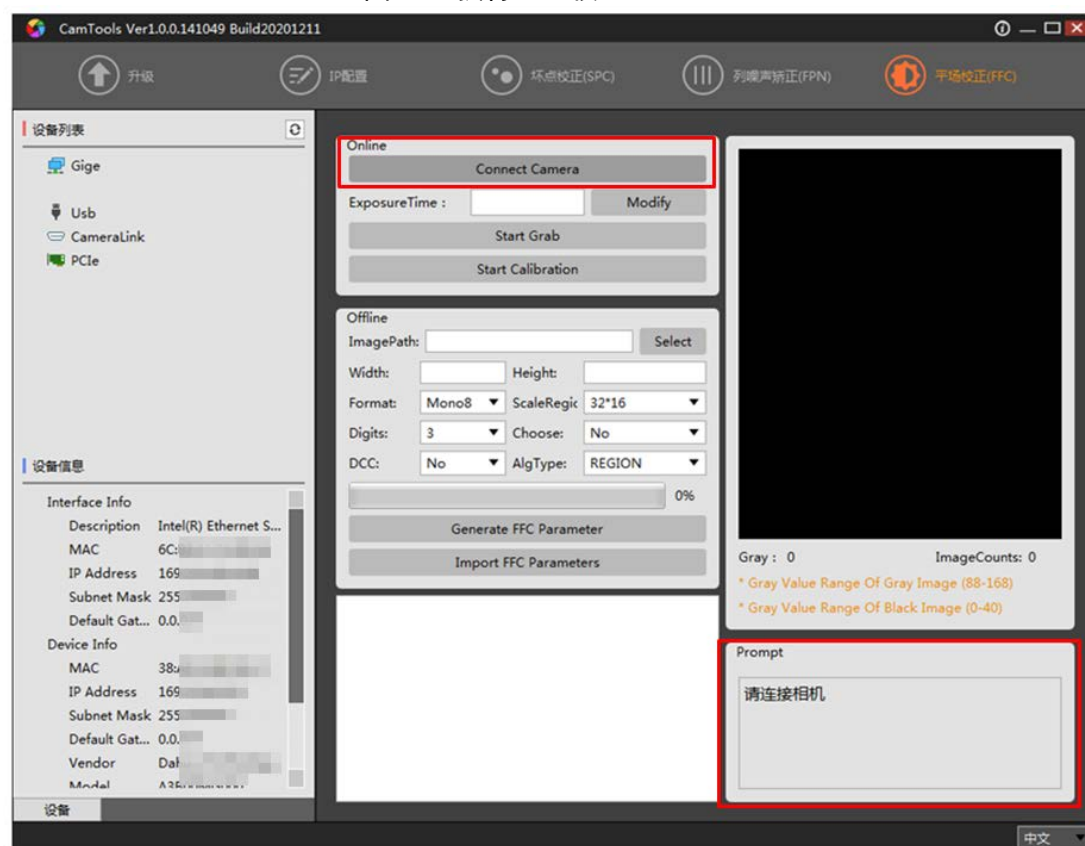 CamTools Ver1.0.0.141049 Build20201211
升级
IP配置
坏点校正(SPC)
列噪声矫正(FPN)
平场校正(FFC)
设备列表
Gige
Usb
CameraLink
PCIe
设备信息
Interface Info
Description Intel(R) Ethernet S...
MAC 6C:
IP Address 169
Subnet Mask 255
Default Gat... 0.0.
Device Info
MAC 38:
IP Address 169
Subnet Mask 255
Default Gat... 0.0.
Vendor Dah
Model
设备
Online
Connect Camera
ExposureTime : Modify
Start Grab
Start Calibration
Offline
ImagePath: Select
Width: Height:
Format: Mono8 ScaleRegic 32*16
Digits: 3 Choose: No
DCC: No AlgType: REGION
0%
Generate FFC Parameter
Import FFC Parameters
Gray : 0 ImageCounts: 0
* Gray Value Range Of Gray Image (88-168)
* Gray Value Range Of Black Image (0-40)
Prompt
请连接相机
中文